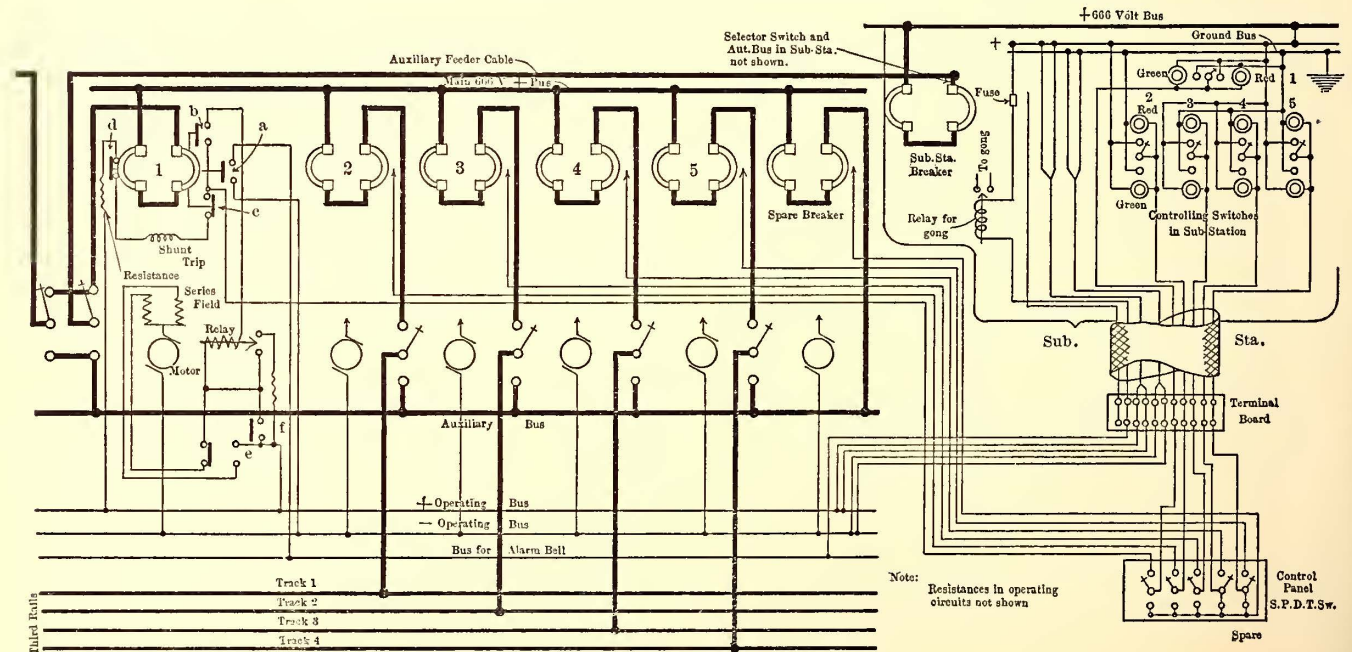 +666 Volt Bus
Selector Switch and
Aut.Bus in Sub-Sta.
not shown.
Ground Bus
+
Auxiliary Feeder Cable
Main 666 V + Bus
Green
Red
1
Fuse
2
Red
3
4
5
d
b
a
1
2
3
4
5
To gong
Sub.Sta.
Breaker
c
Spare Breaker
Green
Controlling Switches
in Sub Station
Relay for
gong
Shunt
Trip
Resistance
Series
Field
Relay
Motor
Sub.
Sta.
Terminal
Board
Auxiliary Bus
f
e
+ Operating Bus
− Operating Bus
Bus for Alarm Bell
Track 1
Track 2
Track 3
Track 4
Third Rails
Note:
Resistances in operating
circuits not shown
Control
Panel
S.P.D.T.Sw.
Spare